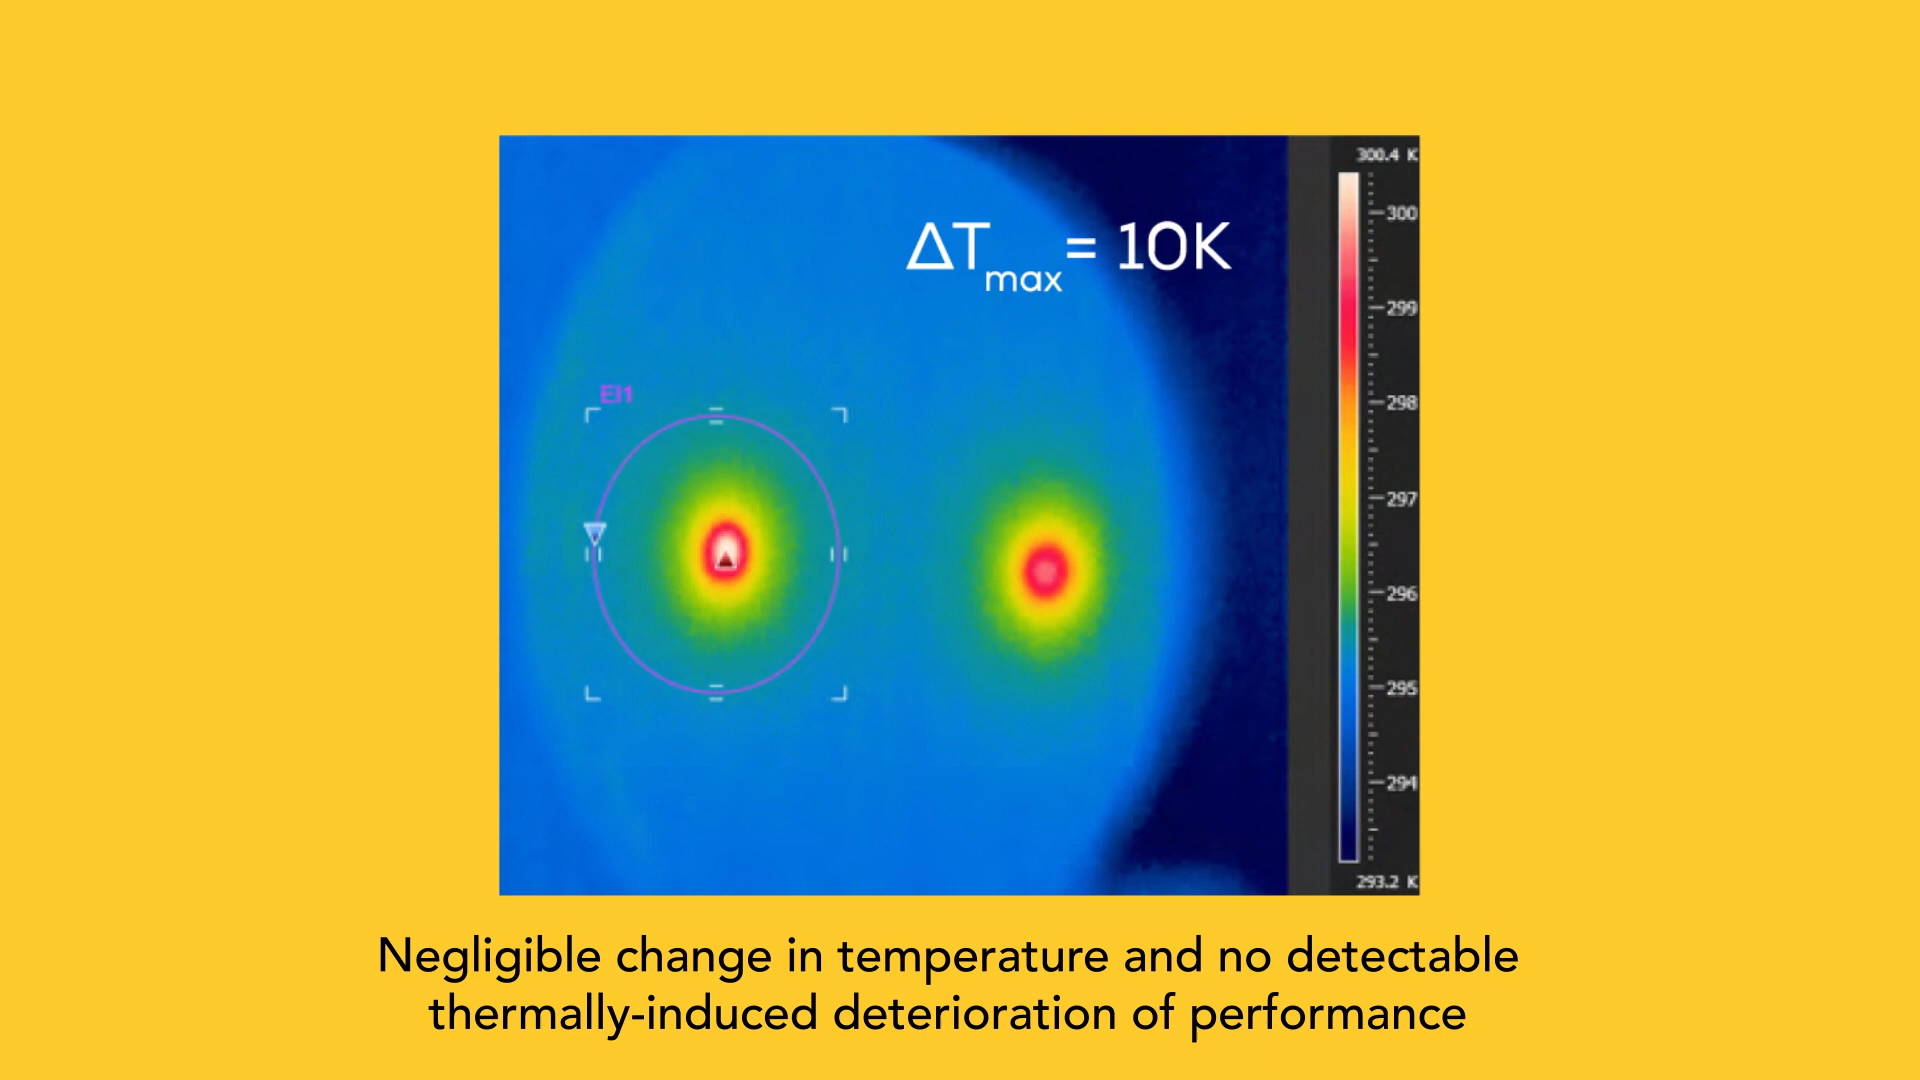 300.4 K
ΔTmax = 10K
300
299
El1
298
297
296
295
294
293.2 K
Negligible change in temperature and no detectable
thermally-induced deterioration of performance